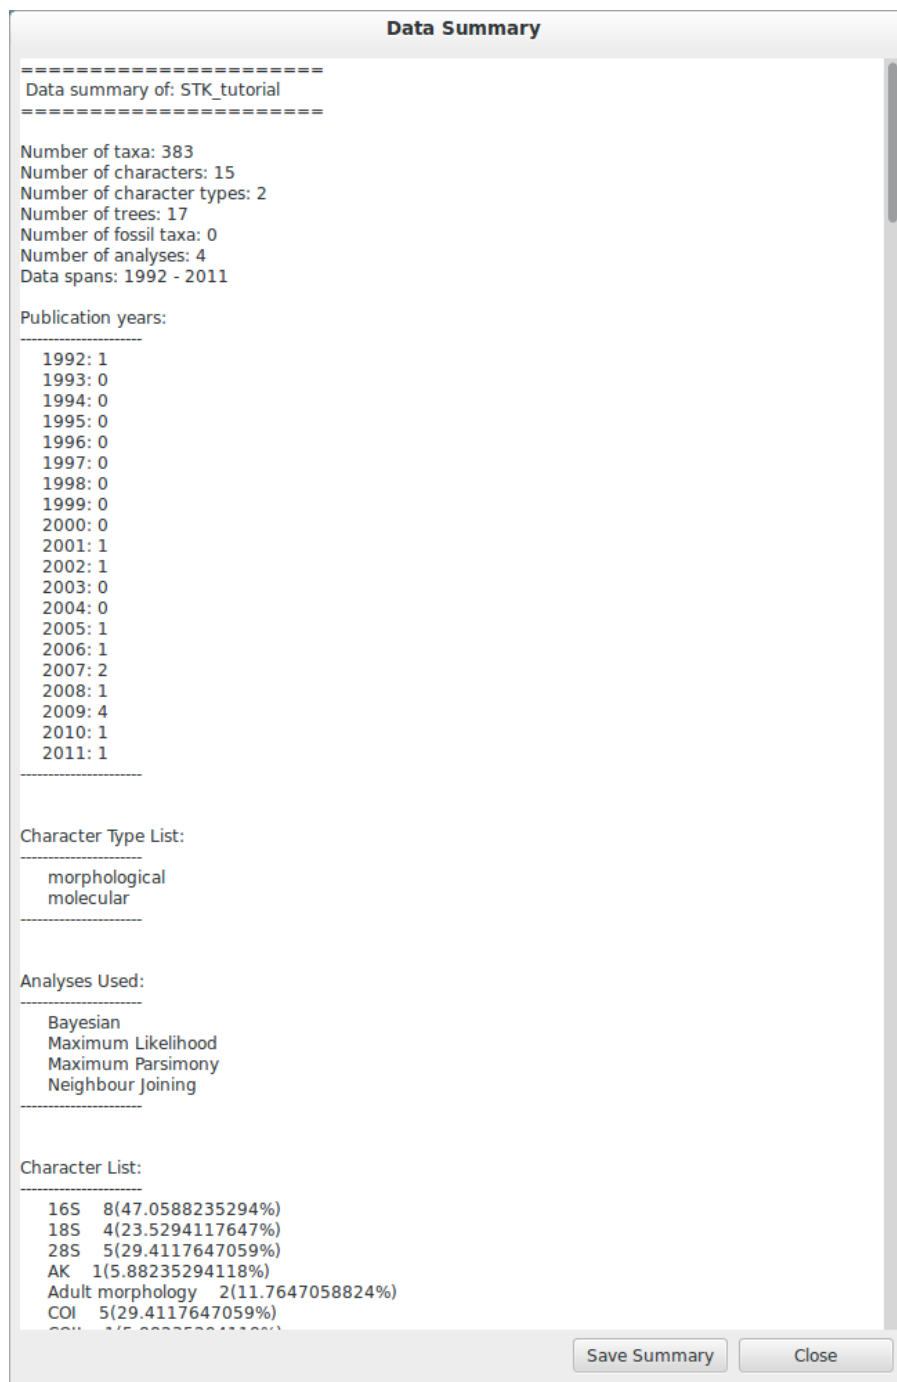 Data Summary
======================
Data summary of: STK_tutorial
======================
Number of taxa: 383
Number of characters: 15
Number of character types: 2
Number of trees: 17
Number of fossil taxa: 0
Number of analyses: 4
Data spans: 1992 - 2011
Publication years:
----------------------
1992: 1
1993: 0
1994: 0
1995: 0
1996: 0
1997: 0
1998: 0
1999: 0
2000: 0
2001: 1
2002: 1
2003: 0
2004: 0
2005: 1
2006: 1
2007: 2
2008: 1
2009: 4
2010: 1
2011: 1
----------------------
Character Type List:
----------------------
morphological
molecular
----------------------
Analyses Used:
----------------------
Bayesian
Maximum Likelihood
Maximum Parsimony
Neighbour Joining
----------------------
Character List:
----------------------
16S 8(47.0588235294%)
18S 4(23.5294117647%)
28S 5(29.4117647059%)
AK 1(5.88235294118%)
Adult morphology 2(11.7647058824%)
COI 5(29.4117647059%)
Save Summary Close